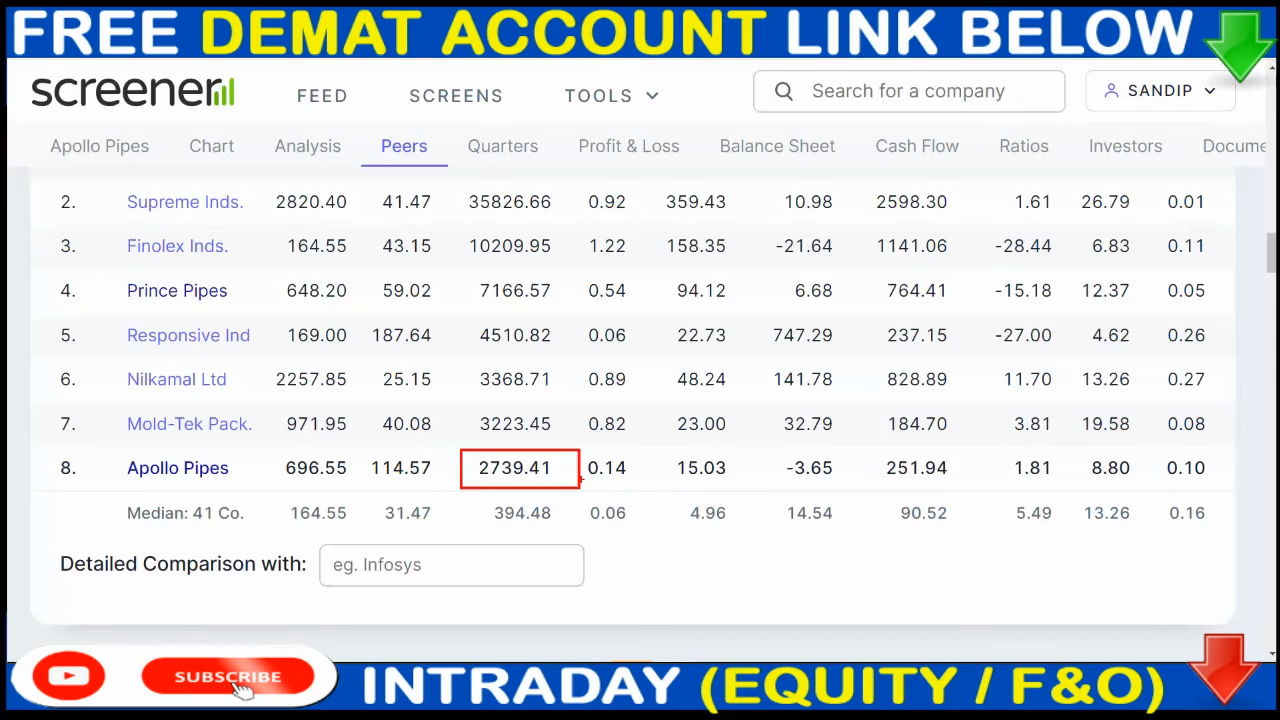 FREE DEMAT ACCOUNT LINK BELOW
screener FEED SCREENS TOOLS Search for a company SANDIP
Apollo Pipes Chart Analysis Peers Quarters Profit & Loss Balance Sheet Cash Flow Ratios Investors Docume
2. Supreme Inds. 2820.40 41.47 35826.66 0.92 359.43 10.98 2598.30 1.61 26.79 0.01
3. Finolex Inds. 164.55 43.15 10209.95 1.22 158.35 -21.64 1141.06 -28.44 6.83 0.11
4. Prince Pipes 648.20 59.02 7166.57 0.54 94.12 6.68 764.41 -15.18 12.37 0.05
5. Responsive Ind 169.00 187.64 4510.82 0.06 22.73 747.29 237.15 -27.00 4.62 0.26
6. Nilkamal Ltd 2257.85 25.15 3368.71 0.89 48.24 141.78 828.89 11.70 13.26 0.27
7. Mold-Tek Pack. 971.95 40.08 3223.45 0.82 23.00 32.79 184.70 3.81 19.58 0.08
8. Apollo Pipes 696.55 114.57 2739.41 0.14 15.03 -3.65 251.94 1.81 8.80 0.10
Median: 41 Co. 164.55 31.47 394.48 0.06 4.96 14.54 90.52 5.49 13.26 0.16
Detailed Comparison with: eg. Infosys
SUBSCRIBE INTRADAY (EQUITY / F&O)